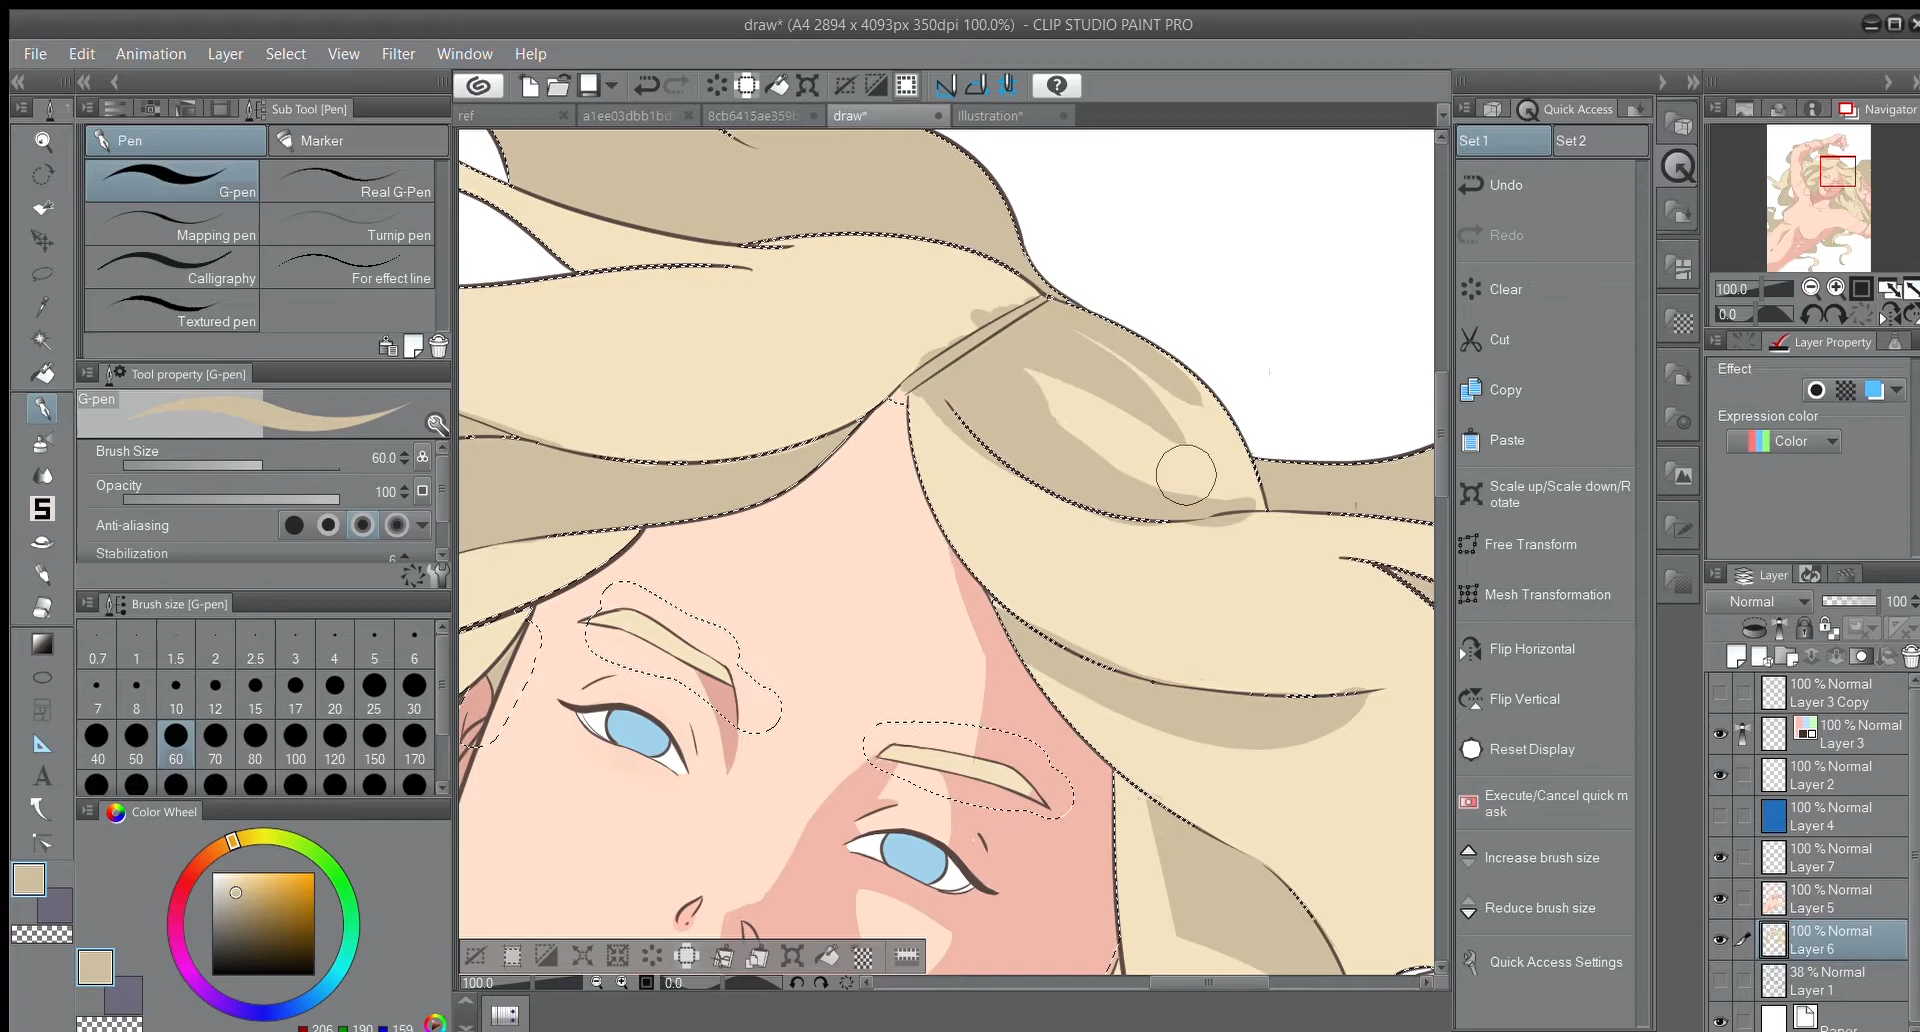 draw* (A4 2894 x 4093px 350dpi 100.0%) - CLIP STUDIO PAINT PRO
File Edit Animation Layer Select View Filter Window Help
Sub Tool [Pen]
Pen Marker
G-pen Real G-Pen
Mapping pen Turnip pen
Calligraphy For effect line
Textured pen
Tool property [G-pen]
G-pen
Brush Size 60.0
Opacity 100
Anti-aliasing
Stabilization 6
Brush size [G-pen]
0.7 1 1.5 2 2.5 3 4 5 6
7 8 10 12 15 17 20 25 30
40 50 60 70 80 100 120 150 170
Color Wheel
206 190 159
ref a1ee03dbb1bd 8cb6415ae359b draw* Illustration*
100.0 0.0
Quick Access
Set 1 Set 2
Undo
Redo
Clear
Cut
Copy
Paste
Scale up/Scale down/R
otate
Free Transform
Mesh Transformation
Flip Horizontal
Flip Vertical
Reset Display
Execute/Cancel quick m
ask
Increase brush size
Reduce brush size
Quick Access Settings
Navigator
100.0
0.0
Layer Property
Effect
Expression color
Color
Layer
Normal 100
100 % Normal
Layer 3 Copy
100 % Normal
Layer 3
100 % Normal
Layer 2
100 % Normal
Layer 4
100 % Normal
Layer 7
100 % Normal
Layer 5
100 % Normal
Layer 6
38 % Normal
Layer 1
Paper